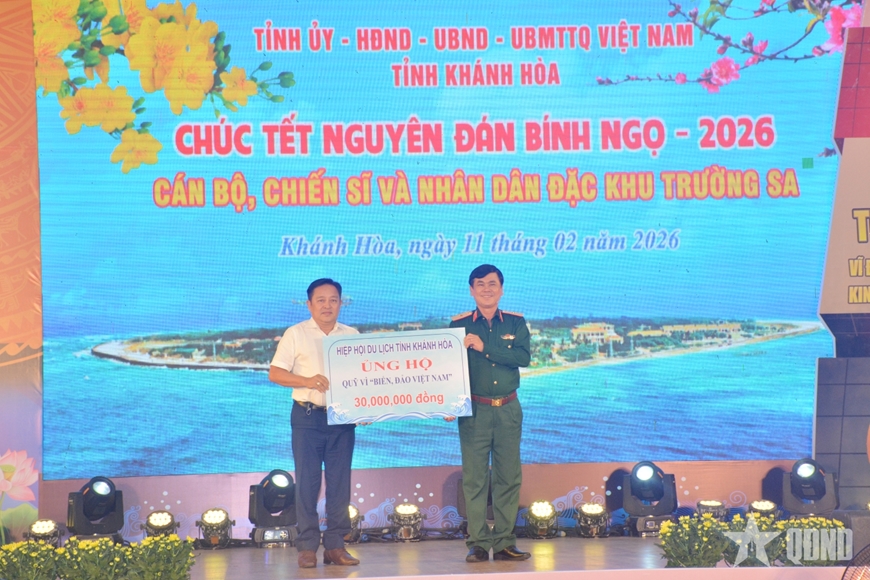 TỈNH ỦY - HĐND - UBND - UBMTTQ VIỆT NAM
TỈNH KHÁNH HÒA
CHÚC TẾT NGUYÊN ĐÁN BÍNH NGỌ - 2026
CÁN BỘ, CHIẾN SĨ VÀ NHÂN DÂN ĐẶC KHU TRƯỜNG SA
Khánh Hòa, ngày 11 tháng 02 năm 2026
HIỆP HỘI DU LỊCH TỈNH KHÁNH HÒA
ỦNG HỘ
QUỸ VÌ "BIỂN, ĐẢO VIỆT NAM"
30,000,000 đồng
QĐND